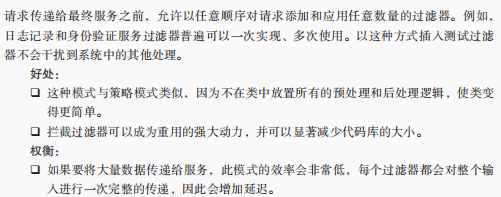 请求传递给最终服务之前，允许以任意顺序对请求添加和应用任意数量的过滤器。例如，
日志记录和身份验证服务过滤器普遍可以一次实现、多次使用。以这种方式插入测试过滤
器不会干扰到系统中的其他处理。
好处：
❑ 这种模式与策略模式类似，因为不在类中放置所有的预处理和后处理逻辑，使类变
得更简单。
❑ 拦截过滤器可以成为重用的强大动力，并可以显著减少代码库的大小。
权衡：
❑ 如果要将大量数据传递给服务，此模式的效率会非常低，每个过滤器都会对整个输
入进行一次完整的传递，因此会增加延迟。